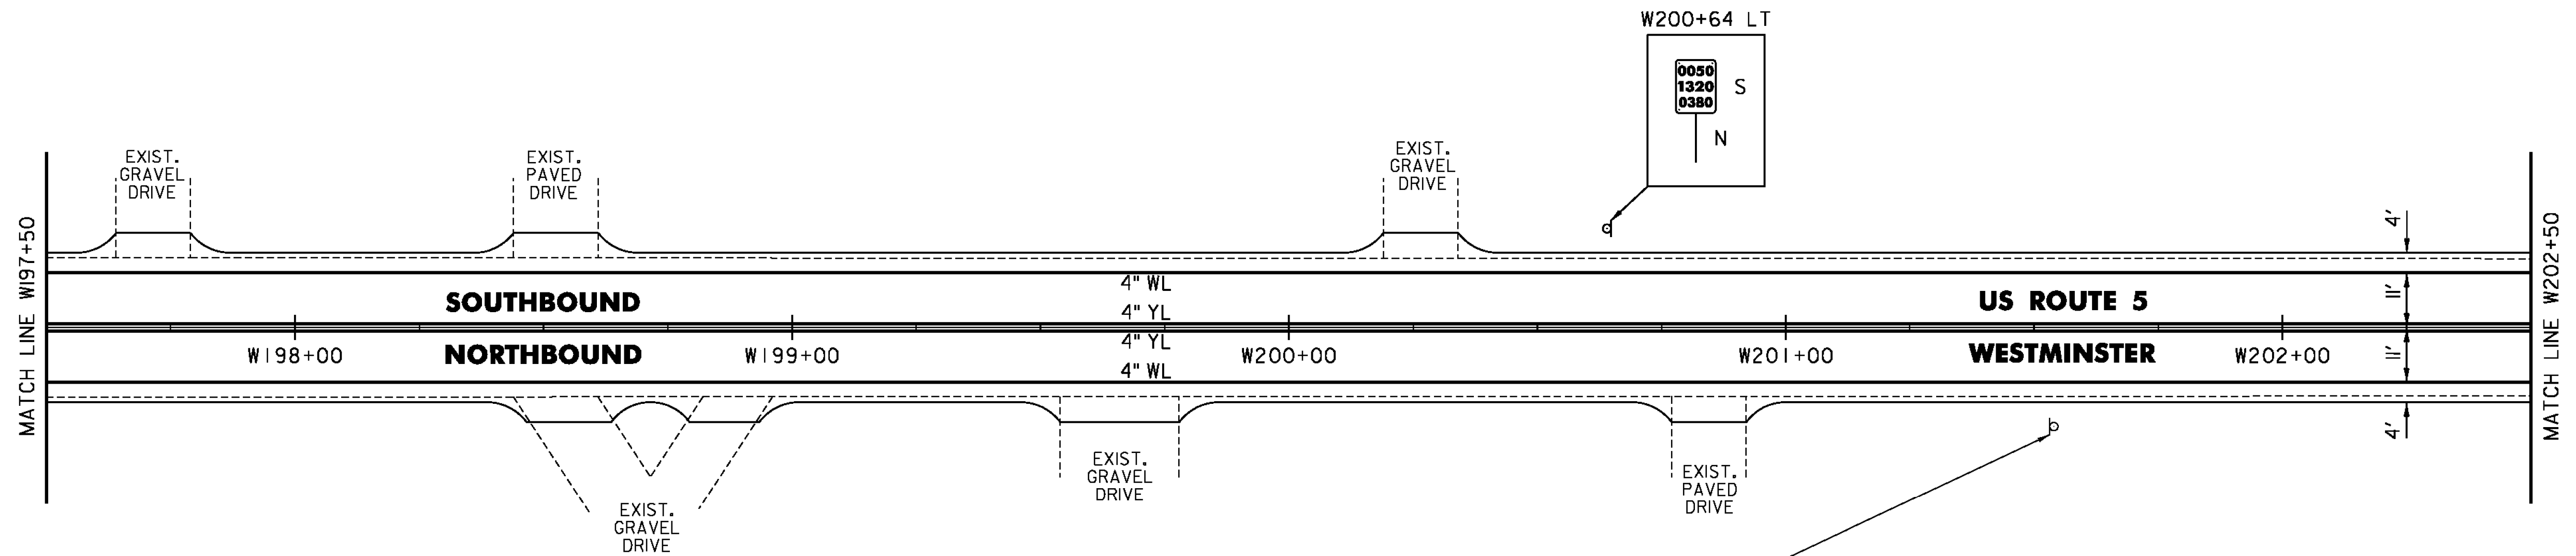 W200+64 LT
0050
1320
0380
S
N
EXIST.
GRAVEL
DRIVE
EXIST.
PAVED
DRIVE
EXIST.
GRAVEL
DRIVE
MATCH LINE W197+50
MATCH LINE W202+50
4'
4" WL
SOUTHBOUND
US ROUTE 5
11'
4" YL
4" YL
NORTHBOUND
WESTMINSTER
11'
W198+00
W199+00
W200+00
W201+00
W202+00
4" WL
4'
EXIST.
GRAVEL
DRIVE
EXIST.
GRAVEL
DRIVE
EXIST.
PAVED
DRIVE